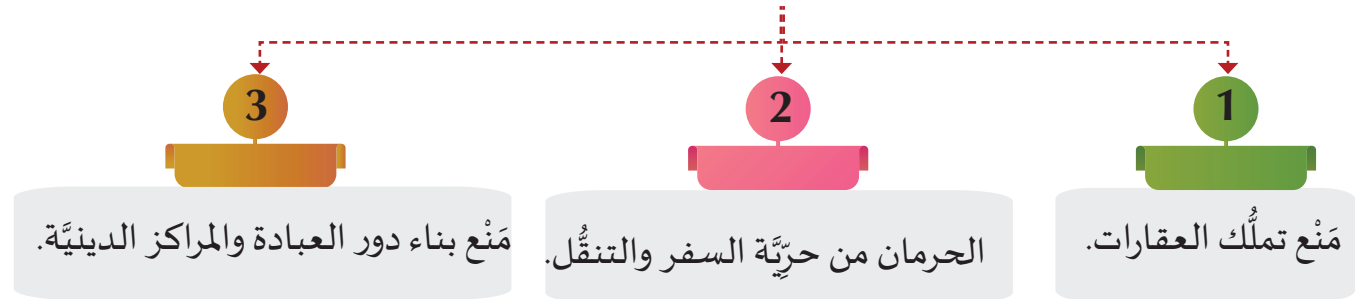 1
مَنْع تملُّك العقارات.
2
الحرمان من حرِّيَّة السفر والتنقُّل.
3
مَنْع بناء دور العبادة والمراكز الدينيَّة.